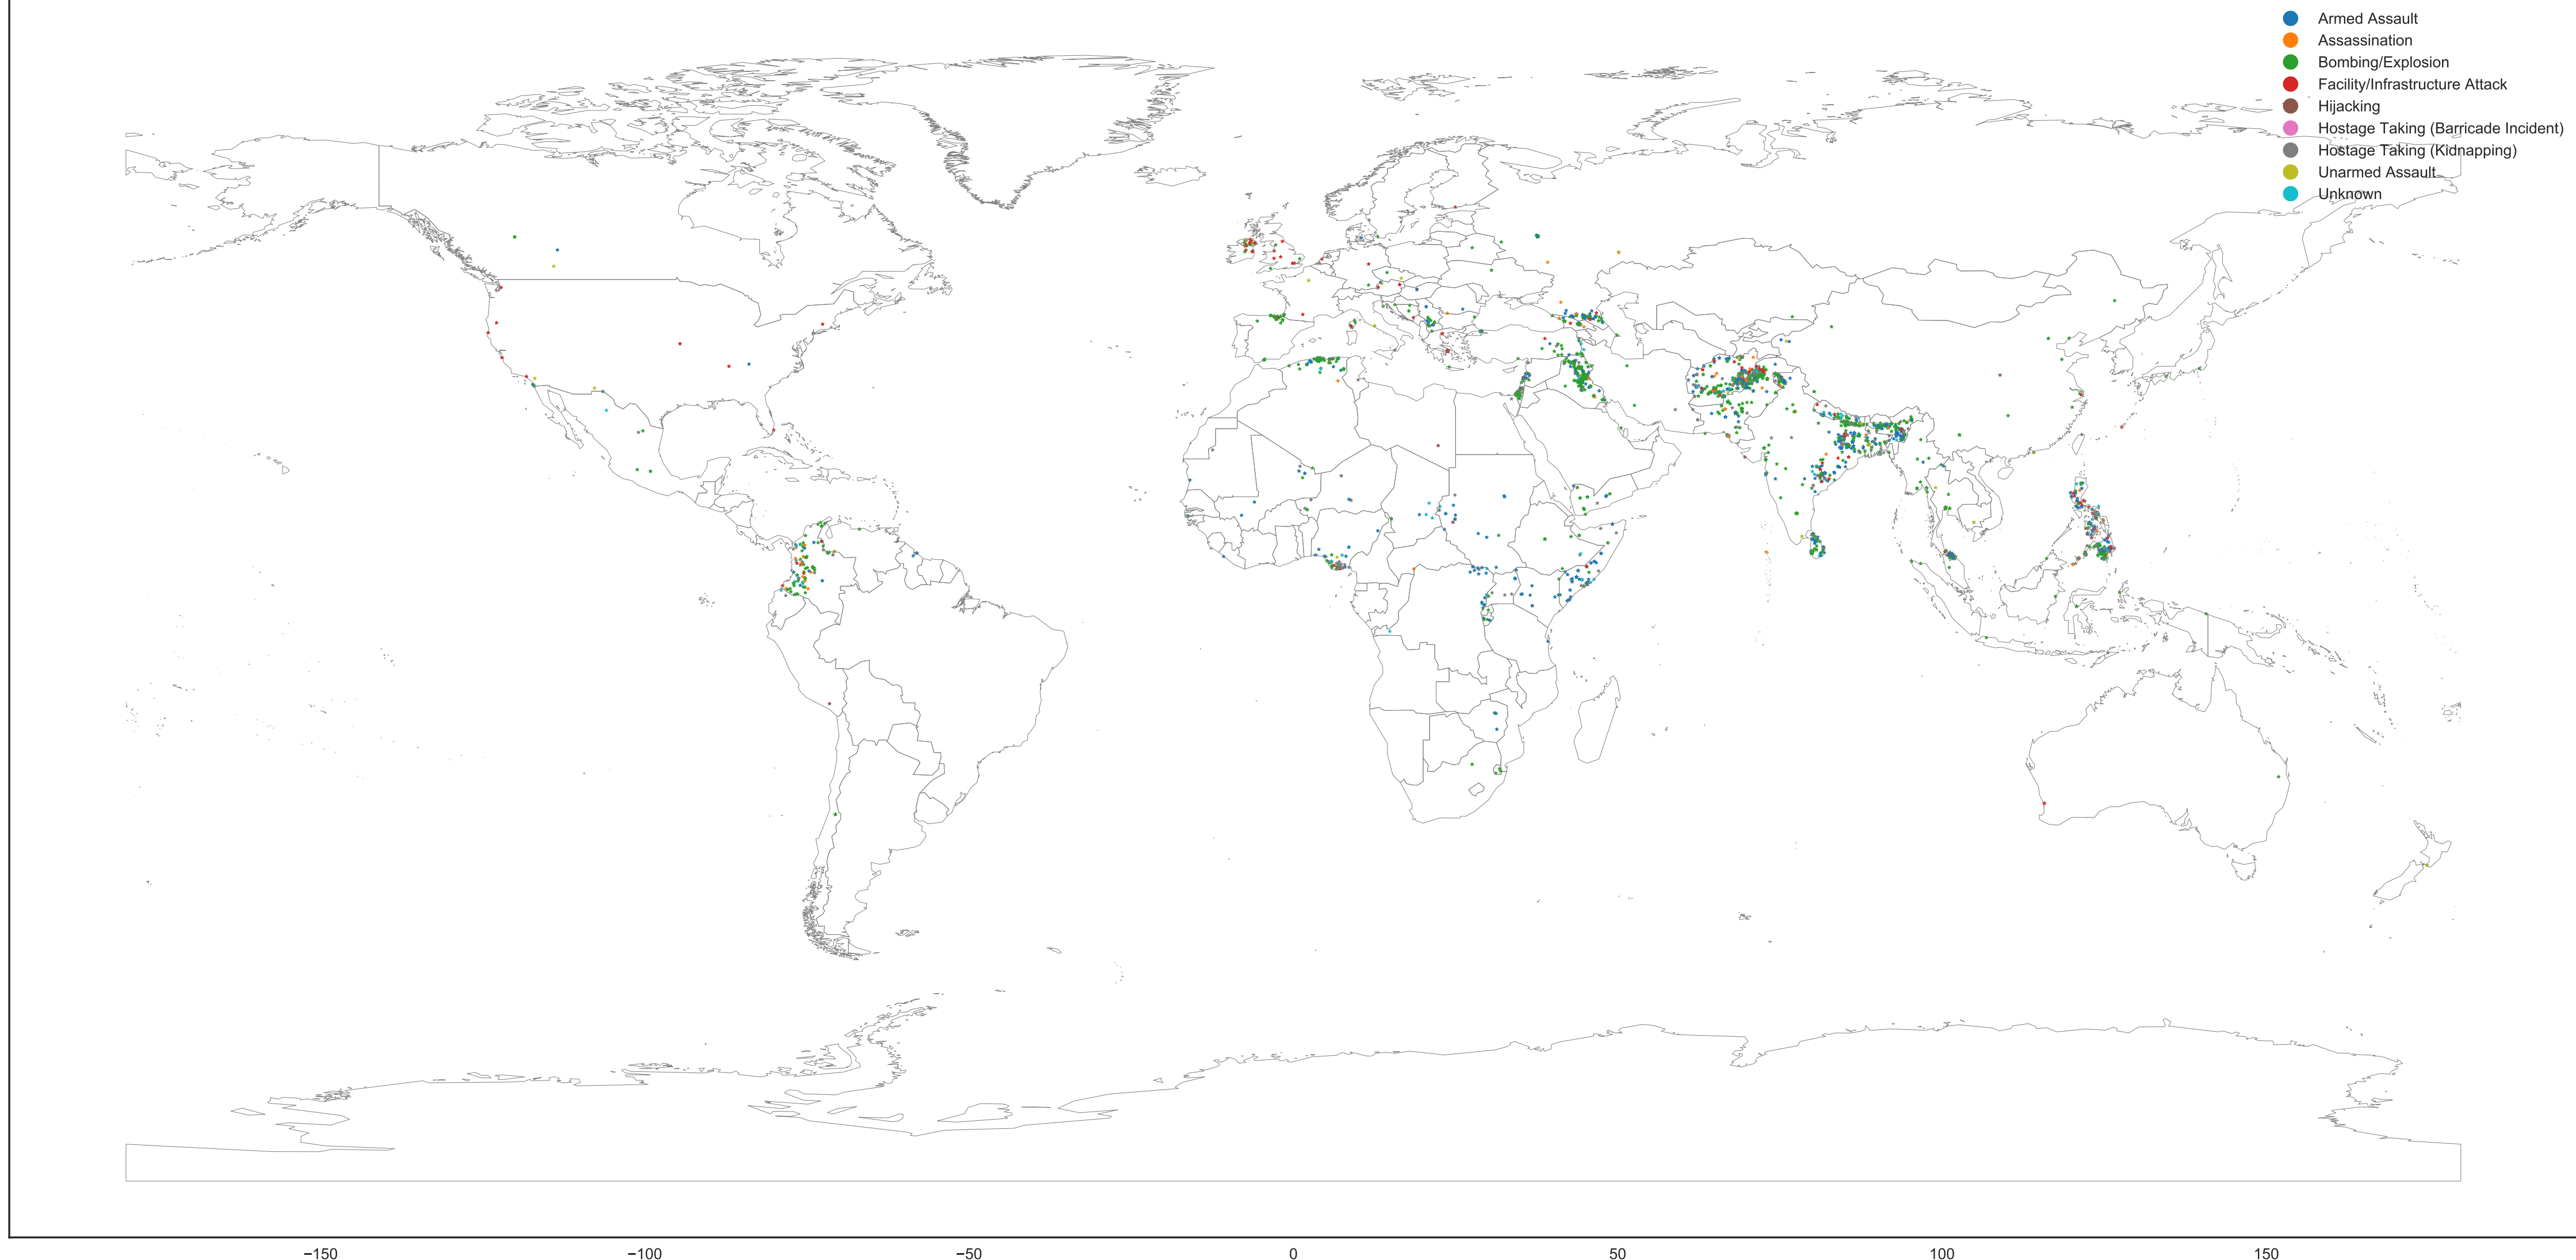 Armed Assault
Assassination
Bombing/Explosion
Facility/Infrastructure Attack
Hijacking
Hostage Taking (Barricade Incident)
Hostage Taking (Kidnapping)
Unarmed Assault
Unknown
−150 −100 −50 0 50 100 150